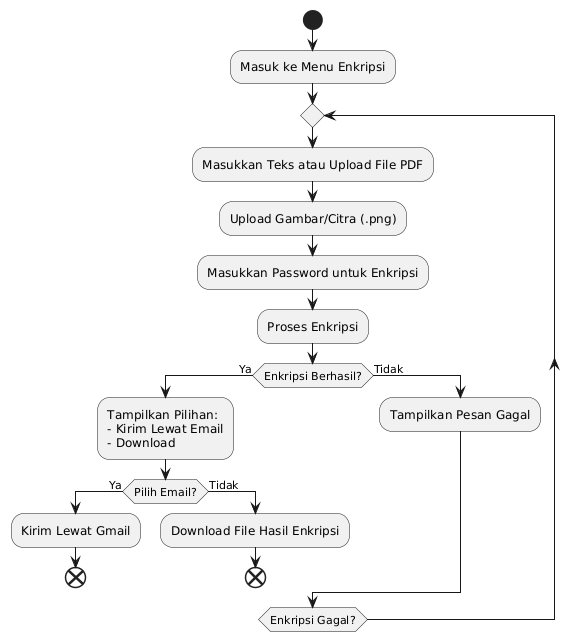 Masuk ke Menu Enkripsi
Masukkan Teks atau Upload File PDF
Upload Gambar/Citra (.png)
Masukkan Password untuk Enkripsi
Proses Enkripsi
Ya
Enkripsi Berhasil?
Tidak
Tampilkan Pilihan:
- Kirim Lewat Email
- Download
Tampilkan Pesan Gagal
Ya
Pilih Email?
Tidak
Kirim Lewat Gmail
Download File Hasil Enkripsi
Enkripsi Gagal?